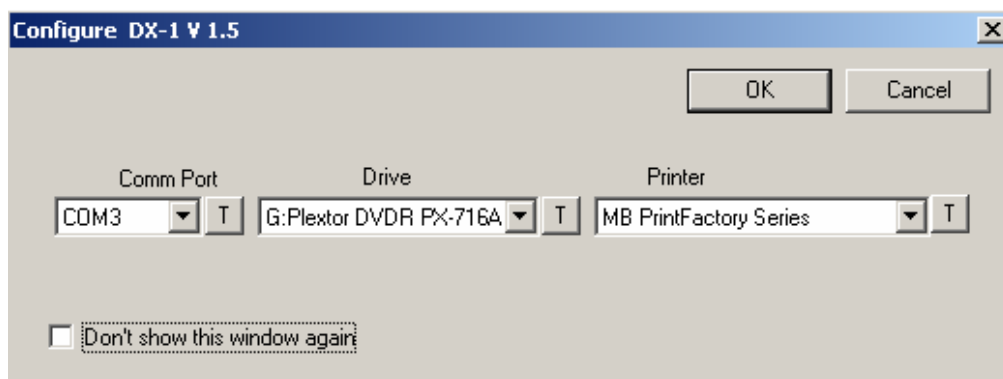 Configure DX-1 V 1.5
OK Cancel
Comm Port Drive Printer
COM3 T G:Plextor DVDR PX-716A T MB PrintFactory Series T
Don't show this window again